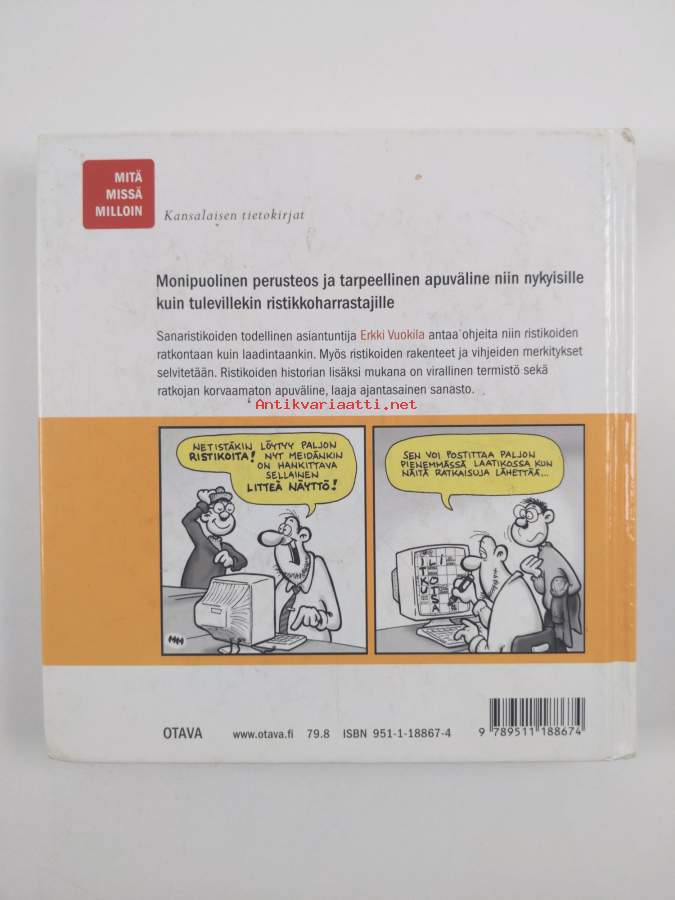 MITÄ
MISSÄ
MILLOIN
Kansalaisen tietokirjat
Monipuolinen perusteos ja tarpeellinen apuväline niin nykyisille
kuin tulevillekin ristikkoharrastajille
Sanaristikoiden todellinen asiantuntija Erkki Vuokila antaa ohjeita niin ristikoiden
ratkontaan kuin laadintaankin. Myös ristikoiden rakenteet ja vihjeiden merkitykset
selvitetään. Ristikoiden historian lisäksi mukana on virallinen termistö sekä
ratkojan korvaamaton apuväline, laaja ajantasainen sanasto.
Antikvariaatti.net
NETISTÄKIN LÖYTYY PALJON
RISTIKOITA! NYT MEIDÄNKIN
ON HANKITTAVA
SELLAINEN
LITTEÄ NÄYTTÖ!
SEN VOI POSTITTAA PALJON
PIENEMMÄSSÄ LAATIKOSSA KUN
NÄITÄ RATKAISUJA LÄHETTÄÄ...
OTAVA www.otava.fi 79.8 ISBN 951-1-18867-4
9 789511 188674